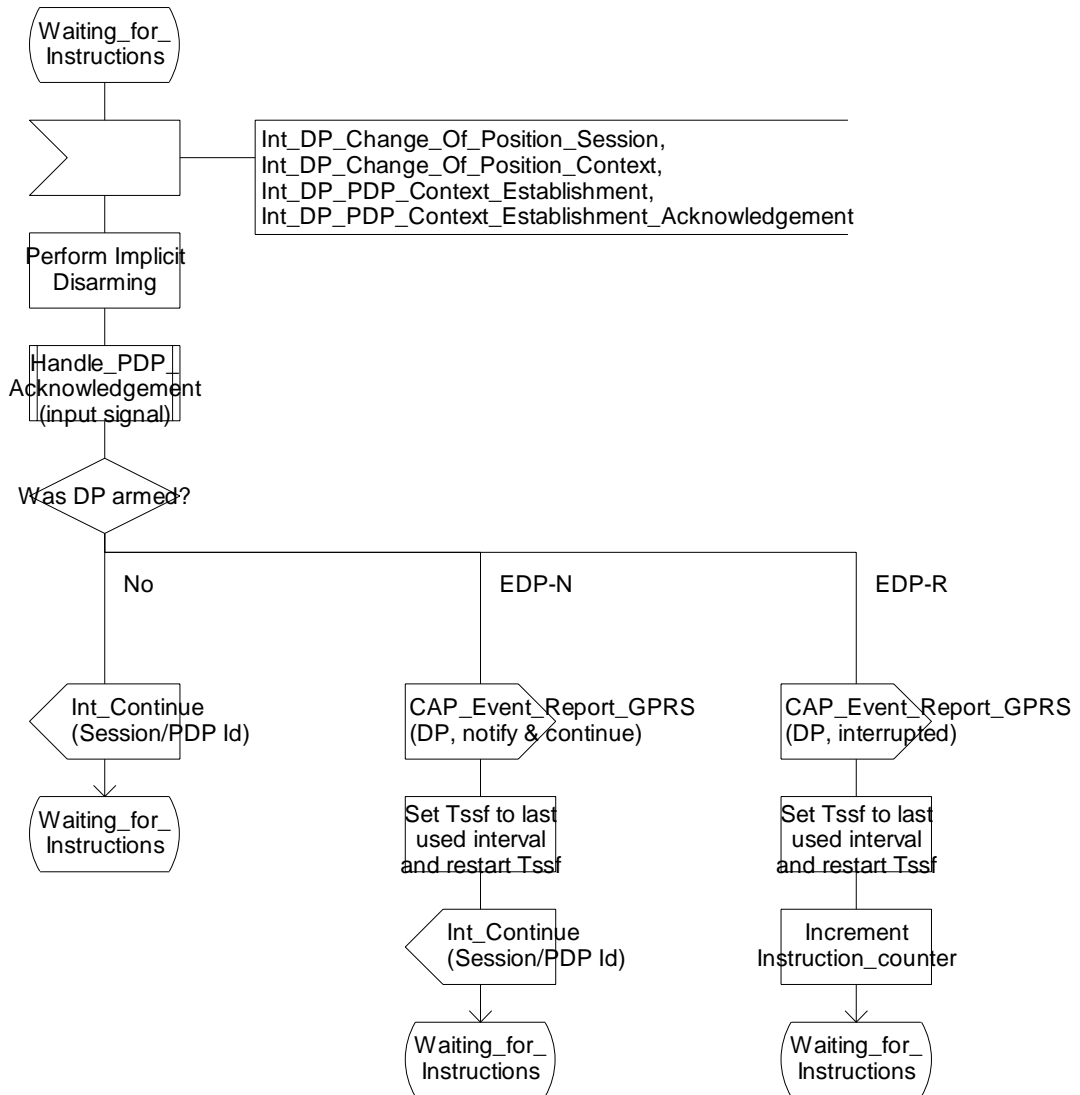 Waiting_for_
Instructions
Int_DP_Change_Of_Position_Session,
Int_DP_Change_Of_Position_Context,
Int_DP_PDP_Context_Establishment,
Int_DP_PDP_Context_Establishment_Acknowledgement
Perform Implicit
Disarming
Handle_PDP_
Acknowledgement
(input signal)
Was DP armed?
No
EDP-N
EDP-R
Int_Continue
(Session/PDP Id)
CAP_Event_Report_GPRS
(DP, notify & continue)
CAP_Event_Report_GPRS
(DP, interrupted)
Waiting_for_
Instructions
Set Tssf to last
used interval
and restart Tssf
Set Tssf to last
used interval
and restart Tssf
Int_Continue
(Session/PDP Id)
Increment
Instruction_counter
Waiting_for_
Instructions
Waiting_for_
Instructions